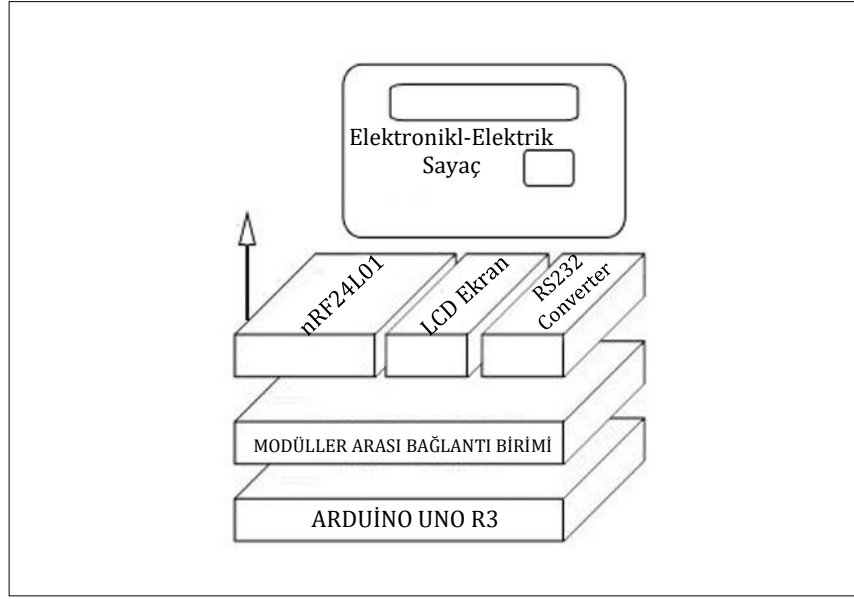 Elektronikl-Elektrik
Sayaç
nRF24L01
LCD Ekran
RS232
Converter
MODÜLLER ARASI BAĞLANTI BİRİMİ
ARDUİNO UNO R3